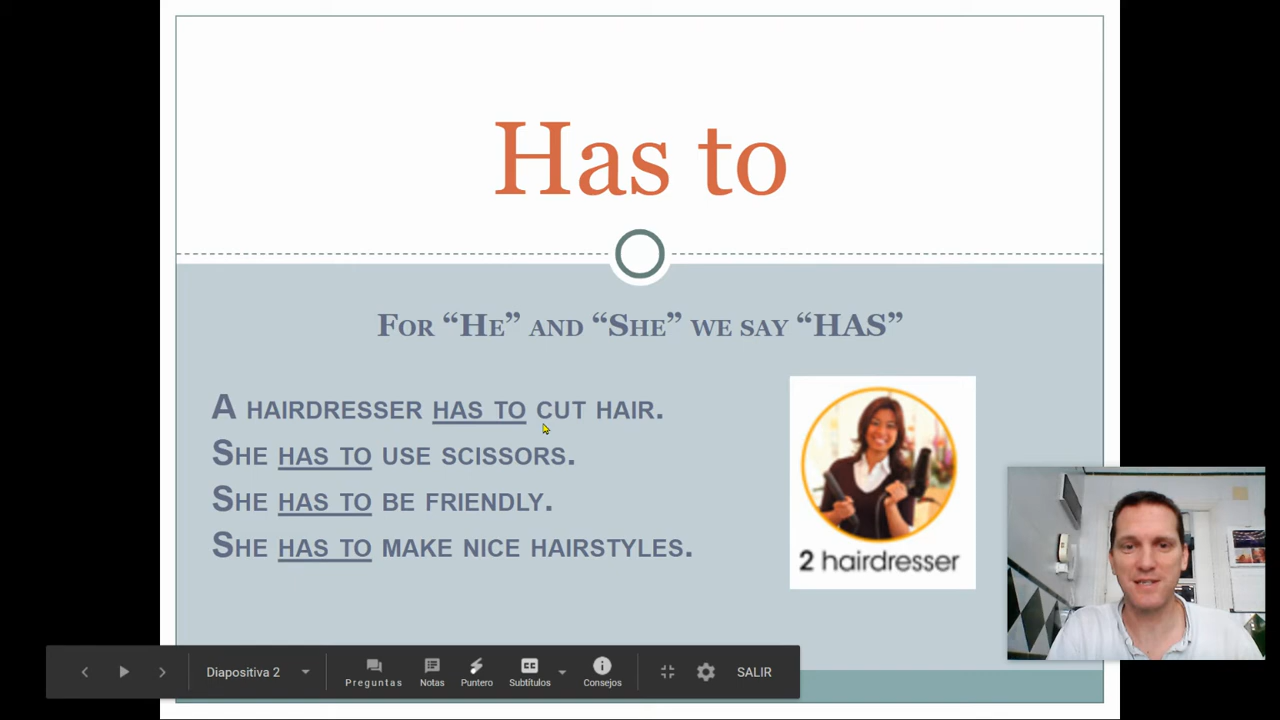 Has to
For “He” and “She” we say “HAS”
A hairdresser has to cut hair.
She has to use scissors.
She has to be friendly.
She has to make nice hairstyles.
2 hairdresser
Diapositiva 2
Preguntas
Notas
Puntero
CC
Subtítulos
Consejos
SALIR